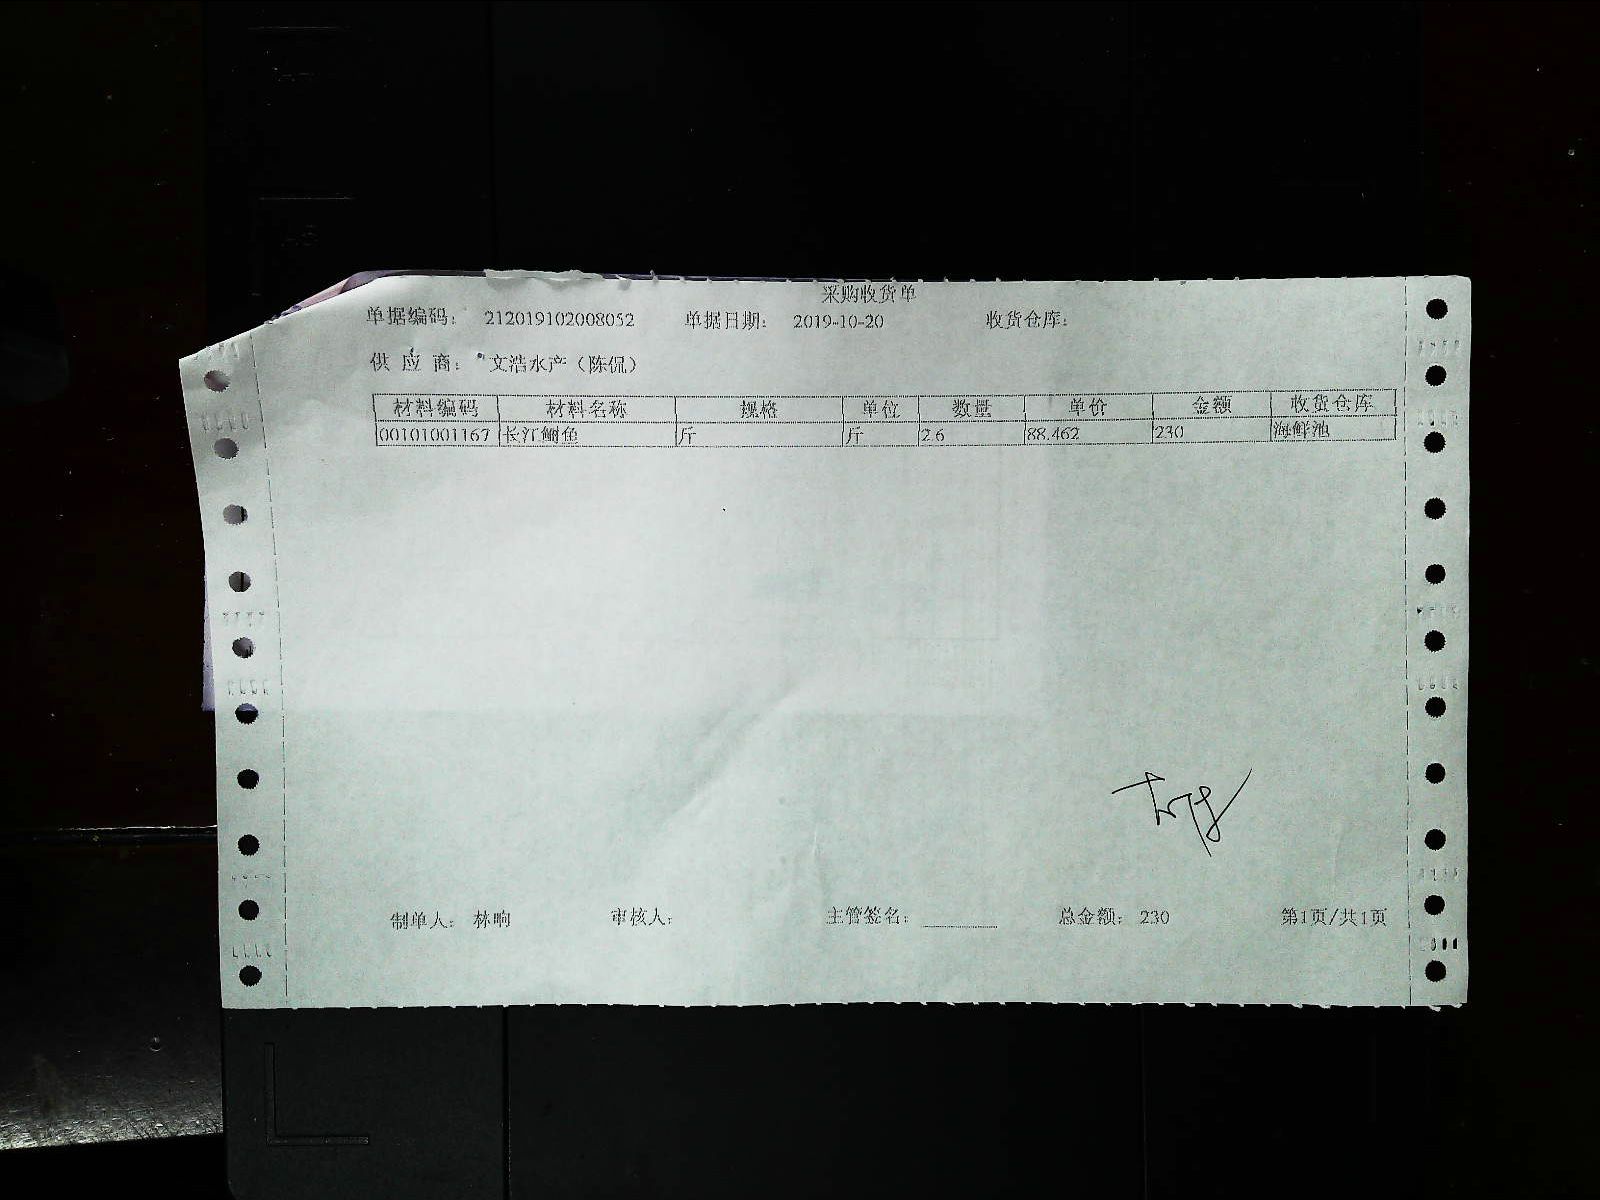 采购收货单
单据编码: 212019102008052 单据日期: 2019-10-20 收货仓库:
供 应 商: 文浩水产（陈侃）
材料编码 材料名称 规格 单位 数量 单价 金额 收货仓库
00101001167 长江鮰鱼 斤 斤 2.6 88.462 230 海鲜池
制单人: 林晌 审核人: 主管签名: 总金额: 230 第1页/共1页